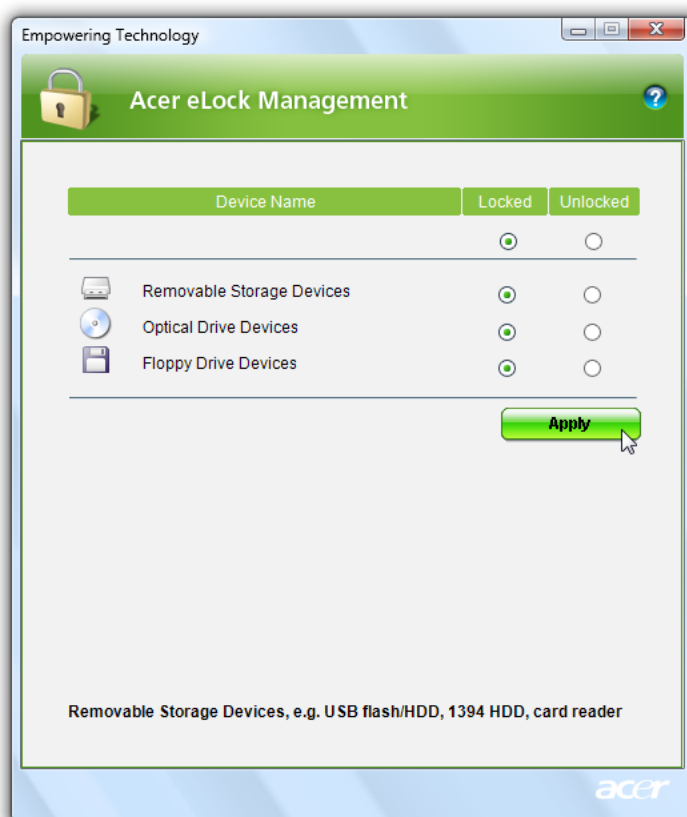 Empowering Technology
Acer eLock Management
?
Device Name Locked Unlocked
Removable Storage Devices
Optical Drive Devices
Floppy Drive Devices
Apply
Removable Storage Devices, e.g. USB flash/HDD, 1394 HDD, card reader
acer